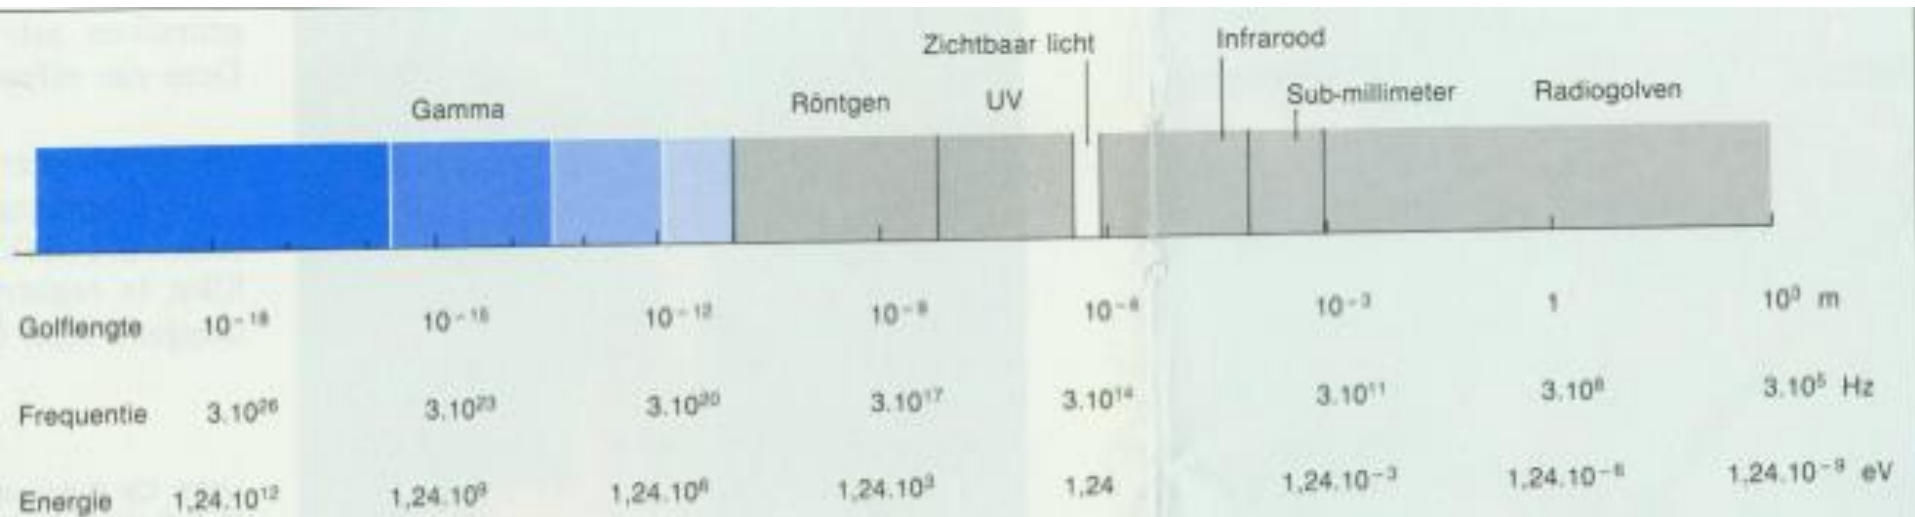 Zichtbaar licht Infrarood
Gamma Röntgen UV Sub-millimeter Radiogolven
Golflengte 10⁻¹⁸ 10⁻¹⁵ 10⁻¹² 10⁻⁹ 10⁻⁶ 10⁻³ 1 10³ m
Frequentie 3.10²⁶ 3.10²³ 3.10²⁰ 3.10¹⁷ 3.10¹⁴ 3.10¹¹ 3.10⁸ 3.10⁵ Hz
Energie 1,24.10¹² 1,24.10⁹ 1,24.10⁶ 1,24.10³ 1,24 1,24.10⁻³ 1,24.10⁻⁶ 1,24.10⁻⁹ eV